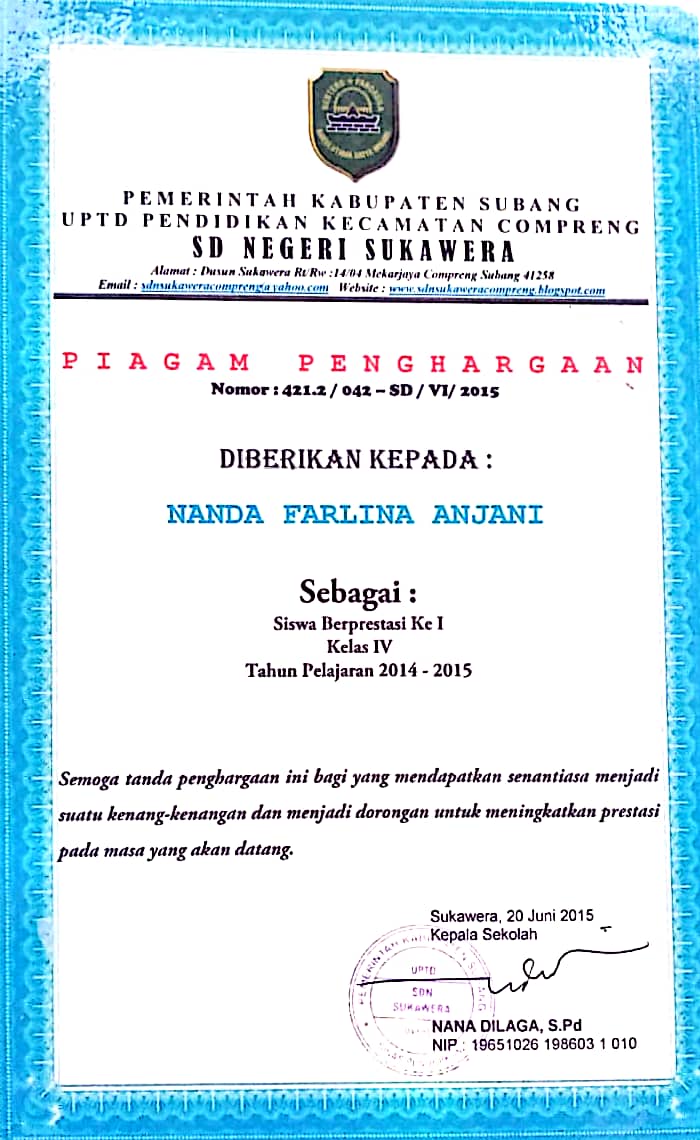 PEMERINTAH KABUPATEN SUBANG
UPTD PENDIDIKAN KECAMATAN COMPRENG
SD NEGERI SUKAWERA
Alamat : Dusun Sukawera Rt/Rw :14/04 Mekarjaya Compreng Subang 41258
Email : sdnsukaweracompreng@yahoo.com Website : www.sdnsukaweracompreng.blogspot.com
PIAGAM PENGHARGAAN
Nomor : 421.2 / 042 – SD / VI/ 2015
DIBERIKAN KEPADA :
NANDA FARLINA ANJANI
Sebagai :
Siswa Berprestasi Ke I
Kelas IV
Tahun Pelajaran 2014 - 2015
Semoga tanda penghargaan ini bagi yang mendapatkan senantiasa menjadi
suatu kenang-kenangan dan menjadi dorongan untuk meningkatkan prestasi
pada masa yang akan datang.
Sukawera, 20 Juni 2015
Kepala Sekolah
UPTD
SDN
SUKAWERA
NANA DILAGA, S.Pd
NIP. : 19651026 198603 1 010